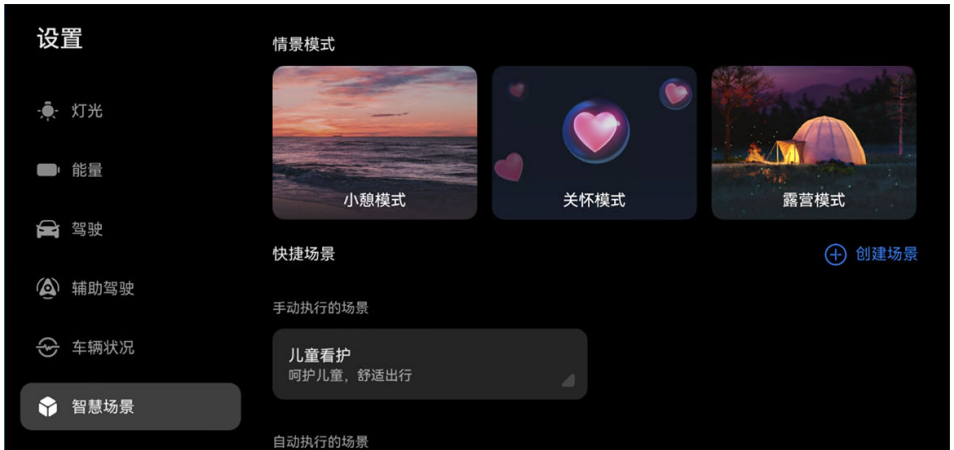 设置
灯光
能量
驾驶
辅助驾驶
车辆状况
智慧场景
情景模式
小憩模式
关怀模式
露营模式
快捷场景
创建场景
手动执行的场景
儿童看护
呵护儿童，舒适出行
自动执行的场景